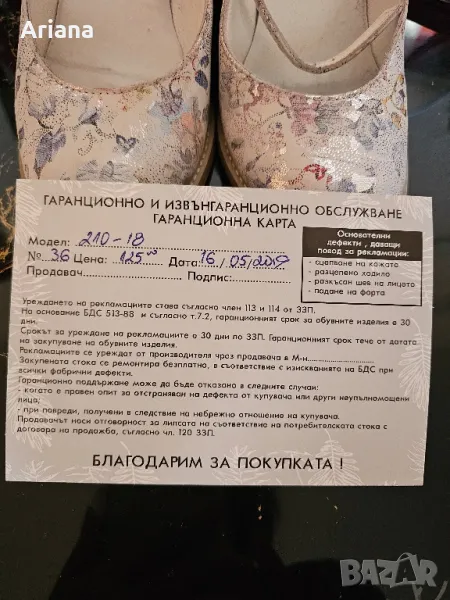 Ariana
ГАРАНЦИОННО И ИЗВЪНГАРАНЦИОННО ОБСЛУЖВАНЕ
ГАРАНЦИОННА КАРТА
Модел: 210-18
№ 36 Цена: 125 Дата 16/05/20
Продавач Подпис:
Основателни
дефекти, даващи
повод за рекламации:
- сцепване на кожата
- разцепено ходило
- разкъсан шев на лицето
- падане на форта
Уреждането на рекламациите става съгласно член 113 и 114 от ЗЗП.
На основание БДС 513-88 и съгласно т.7.2, гаранционният срок за обувните изделия е 30
дни.
Срокът за уреждане на рекламациите е 30 дни по ЗЗП. Гаранционният срок тече от датата
на закупуване на обувните изделия.
Рекламациите се уреждат от производителя чрез продавача в М-н
Закупената стока се ремонтира безплатно, в съответствие с изискванията на БДС при
всички фабрични дефекти.
Гаранционно поддържане може да бъде отказано в следните случаи:
- когато е правен опит за отстраняван на дефекта от купувача или други неупълномощени
лица;
- при повреди, получени в следствие на небрежно отношение на купувача.
Продаванът носи отговорност за липсата на съответствие на потребителската стока с
договора на продажба, съгласно чл. 120 ЗЗП.
БЛАГОДАРИМ ЗА ПОКУПКАТА !
BAZAR